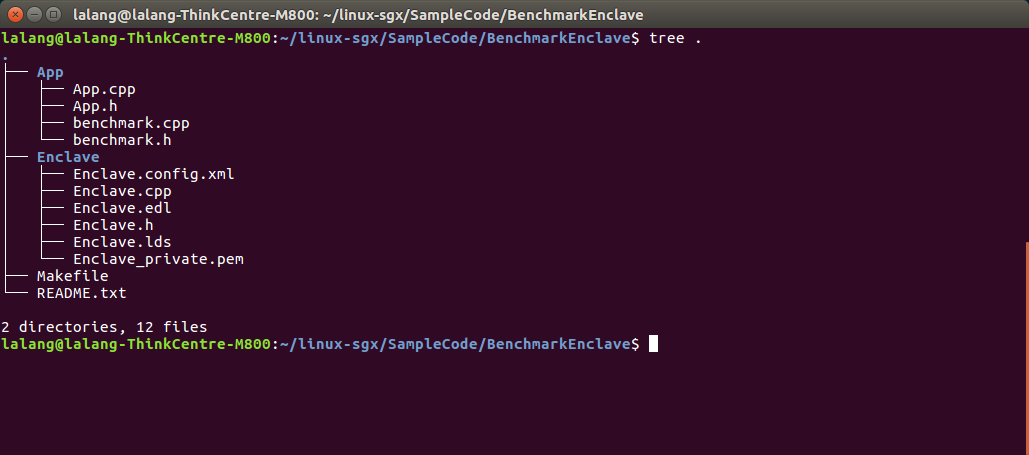 lalang@lalang-ThinkCentre-M800: ~/linux-sgx/SampleCode/BenchmarkEnclave
lalang@lalang-ThinkCentre-M800:~/linux-sgx/SampleCode/BenchmarkEnclave$ tree .
.
├── App
│   ├── App.cpp
│   ├── App.h
│   ├── benchmark.cpp
│   └── benchmark.h
├── Enclave
│   ├── Enclave.config.xml
│   ├── Enclave.cpp
│   ├── Enclave.edl
│   ├── Enclave.h
│   ├── Enclave.lds
│   └── Enclave_private.pem
├── Makefile
└── README.txt
2 directories, 12 files
lalang@lalang-ThinkCentre-M800:~/linux-sgx/SampleCode/BenchmarkEnclave$